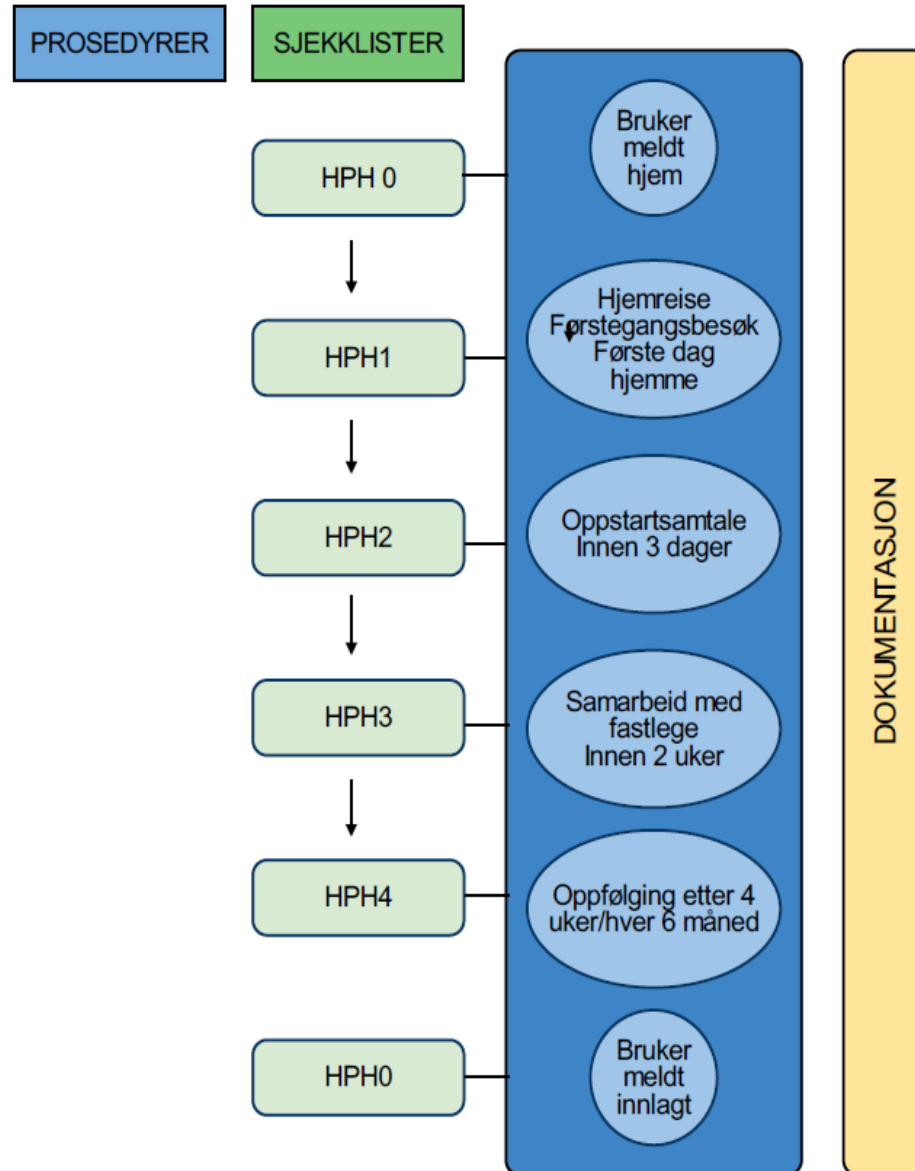 PROSEDYRER
SJEKKLISTER
HPH 0
Bruker
meldt
hjem
HPH1
Hjemreise
Førstegangsbesøk
Første dag
hjemme
HPH2
Oppstartsamtale
Innen 3 dager
HPH3
Samarbeid med
fastlege
Innen 2 uker
HPH4
Oppfølging etter 4
uker/hver 6 måned
HPH0
Bruker
meldt
innlagt
DOKUMENTASJON